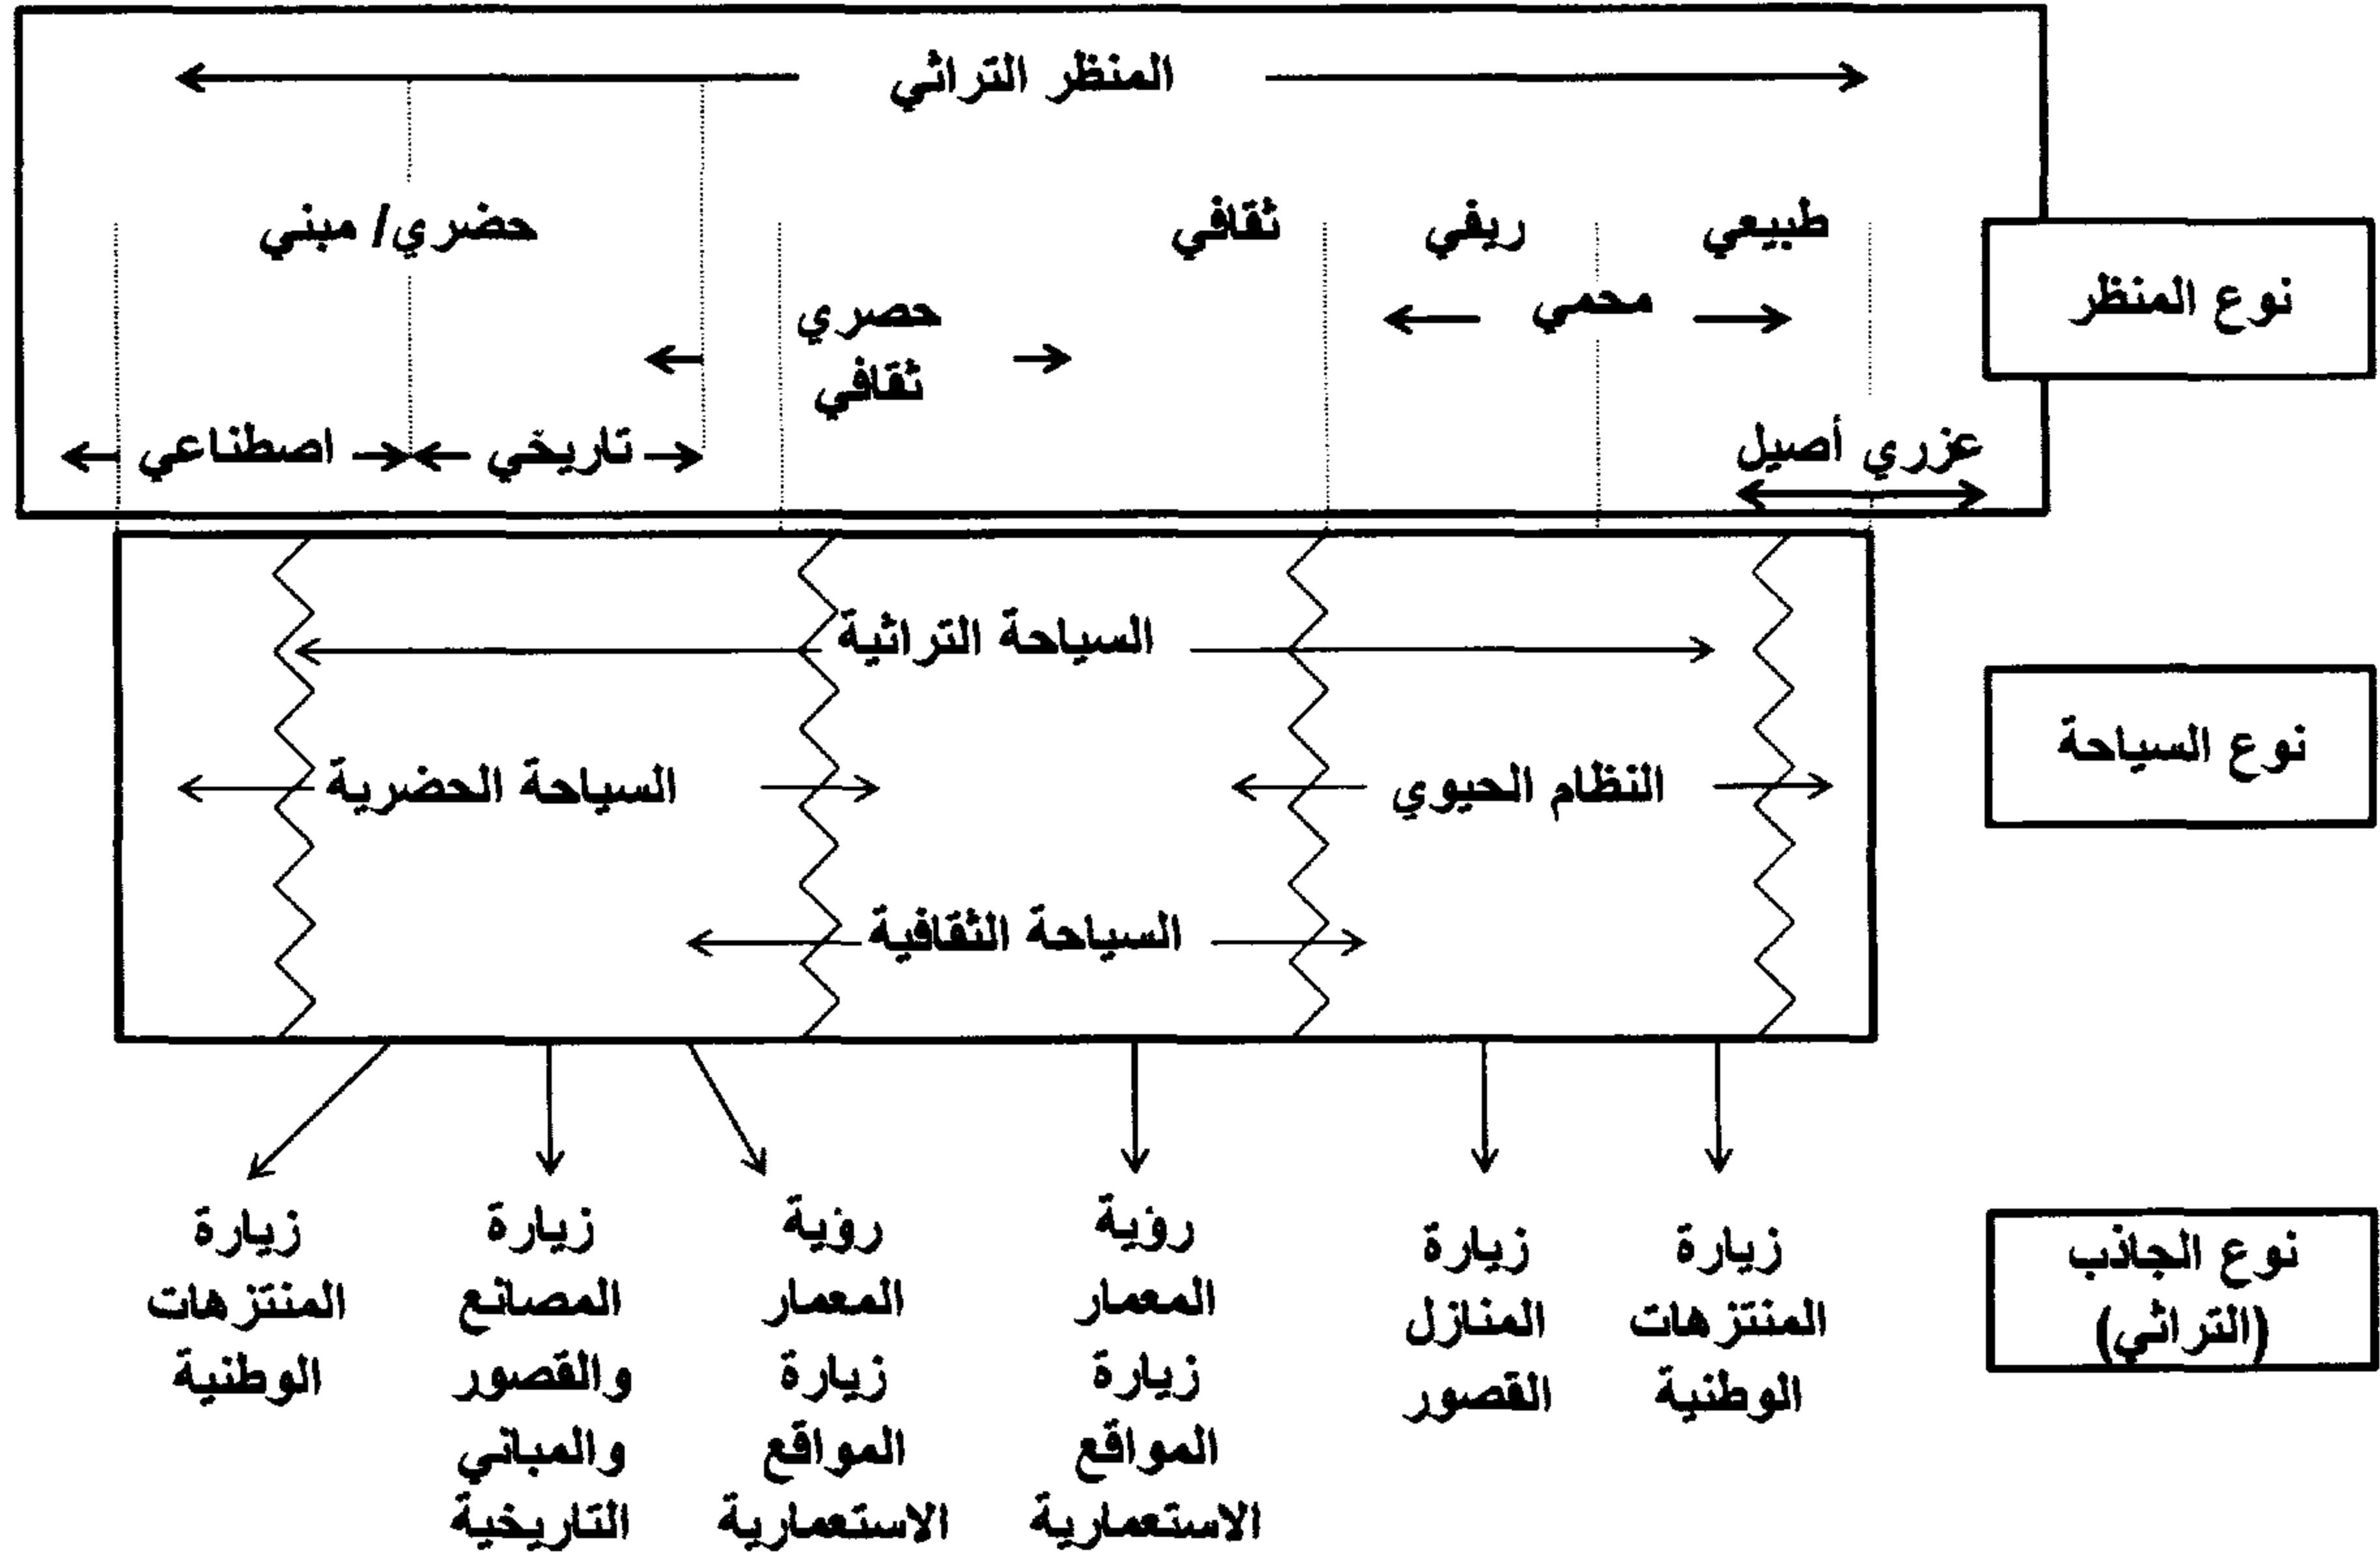 المنظر التراثي
طبيعي
ريفي
ثقافي
حضري/ مبني
نوع المنظر
محمي
حصري
ثقافي
عزري أصيل
تاريخي
اصطناعي
السياحة التراثية
نوع السياحة
النظام الحيوي
السياحة الحضرية
السياحة الثقافية
نوع الجاذب
(التراثي)
زيارة
المنتزهات
الوطنية
زيارة
المنازل
القصور
رؤية
المعمار
زيارة
المواقع
الاستعمارية
رؤية
المعمار
زيارة
المواقع
الاستعمارية
زيارة
المصانع
والقصور
والمباني
التاريخية
زيارة
المنتزهات
الوطنية